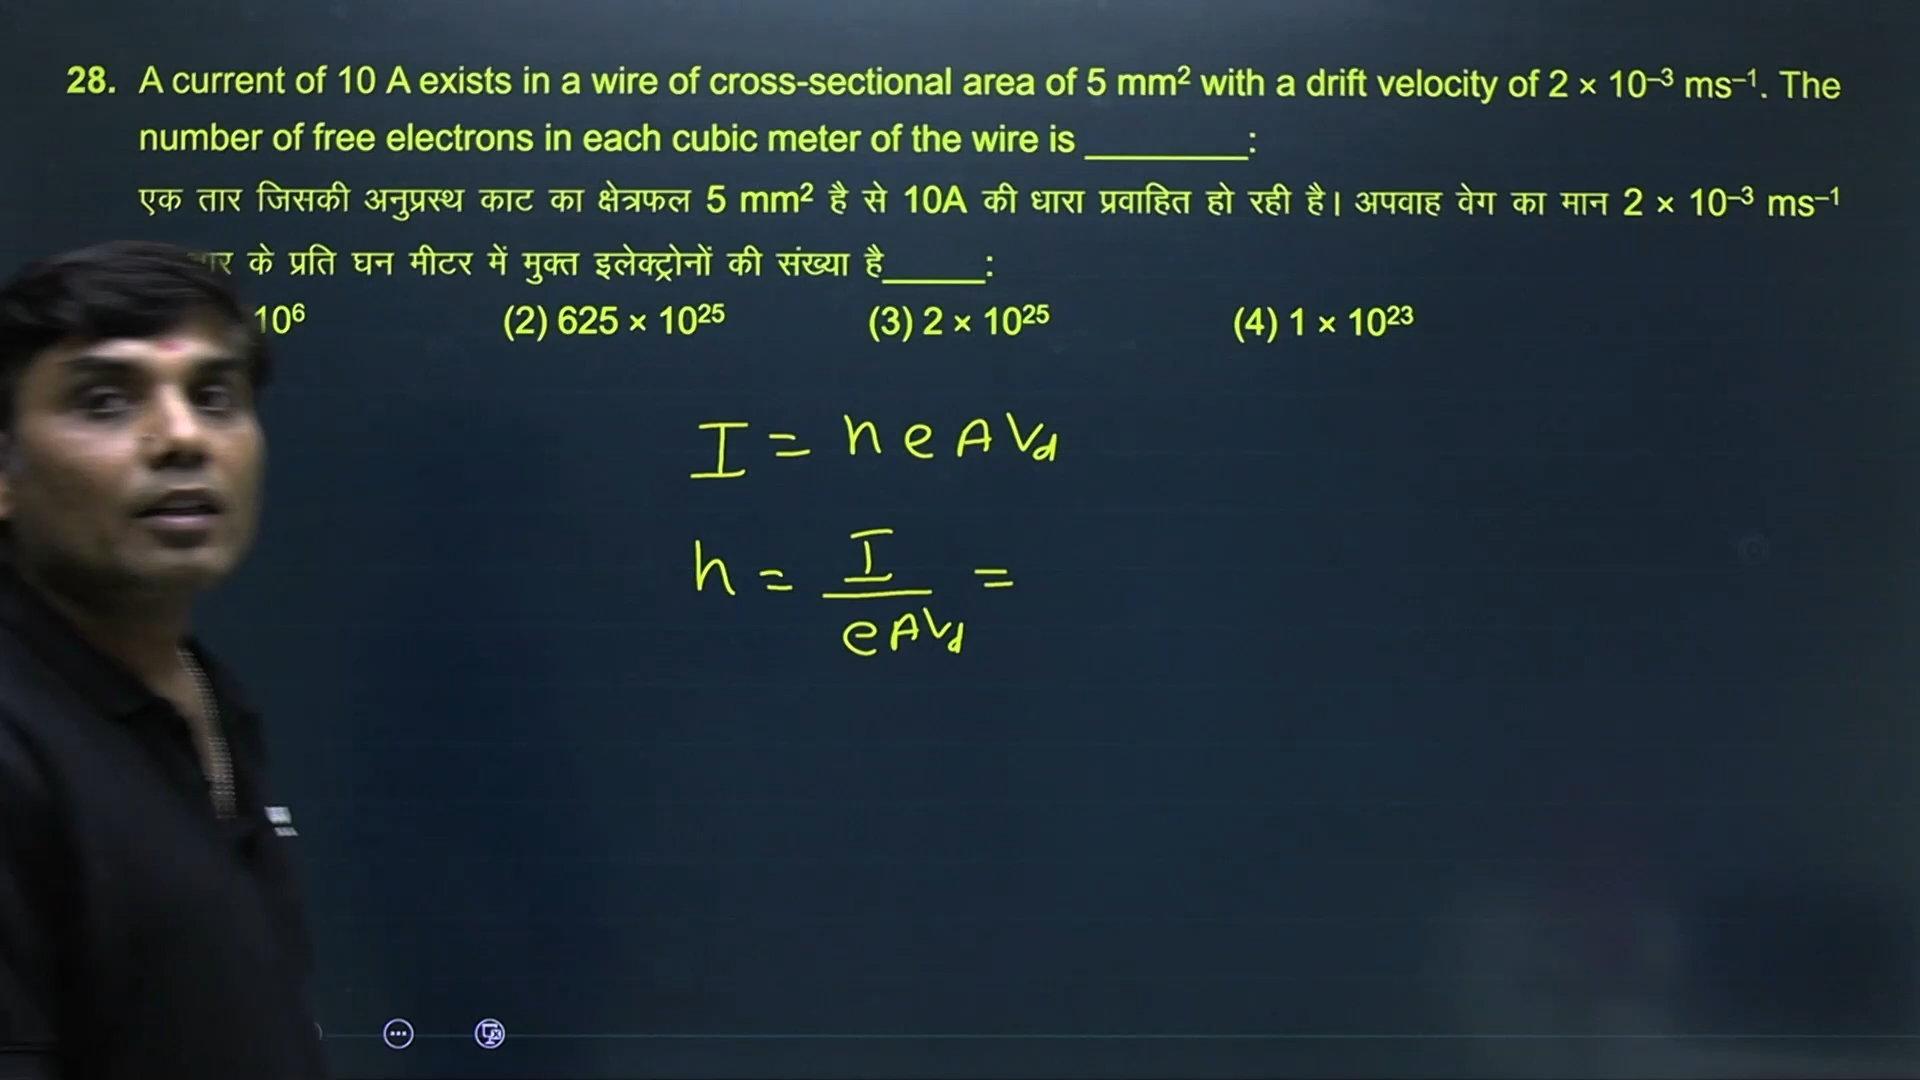 28. A current of 10 A exists in a wire of cross-sectional area of 5 mm² with a drift velocity of 2 × 10⁻³ ms⁻¹. The
number of free electrons in each cubic meter of the wire is ________:
एक तार जिसकी अनुप्रस्थ काट का क्षेत्रफल 5 mm² है से 10A की धारा प्रवाहित हो रही है। अपवाह वेग का मान 2 × 10⁻³ ms⁻¹
के प्रति घन मीटर में मुक्त इलेक्ट्रोनों की संख्या है_____:
10⁶ (2) 625 × 10²⁵ (3) 2 × 10²⁵ (4) 1 × 10²³
I = neAVd
n = I/eAVd =